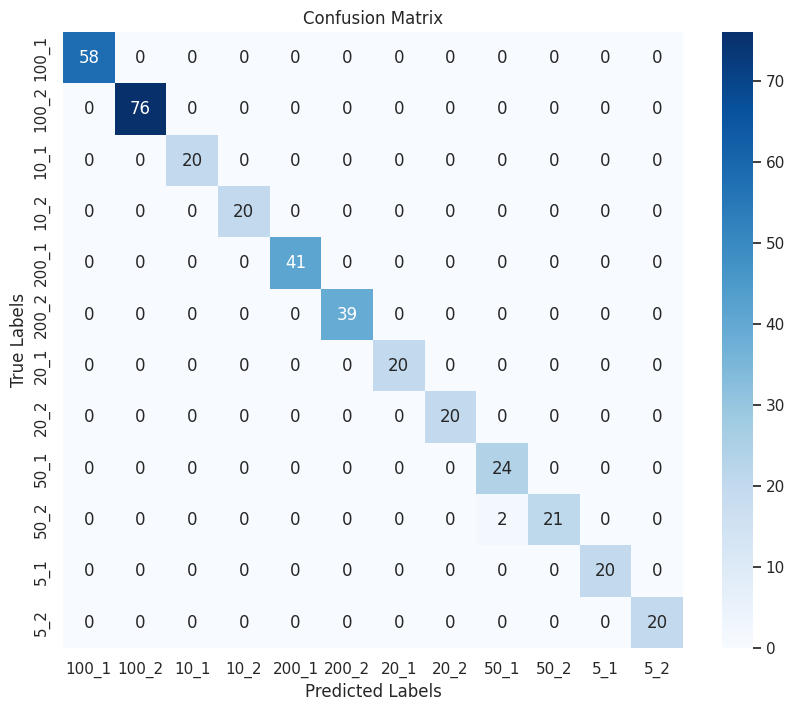 Confusion Matrix
100_1 58 0 0 0 0 0 0 0 0 0 0 0
100_2 0 76 0 0 0 0 0 0 0 0 0 0
10_1 0 0 20 0 0 0 0 0 0 0 0 0
10_2 0 0 0 20 0 0 0 0 0 0 0 0
200_1 0 0 0 0 41 0 0 0 0 0 0 0
200_2 0 0 0 0 0 39 0 0 0 0 0 0
20_1 0 0 0 0 0 0 20 0 0 0 0 0
20_2 0 0 0 0 0 0 0 20 0 0 0 0
50_1 0 0 0 0 0 0 0 0 24 0 0 0
50_2 0 0 0 0 0 0 0 0 2 21 0 0
5_1 0 0 0 0 0 0 0 0 0 0 20 0
5_2 0 0 0 0 0 0 0 0 0 0 0 20
100_1 100_2 10_1 10_2 200_1 200_2 20_1 20_2 50_1 50_2 5_1 5_2
Predicted Labels
True Labels
70
60
50
40
30
20
10
0